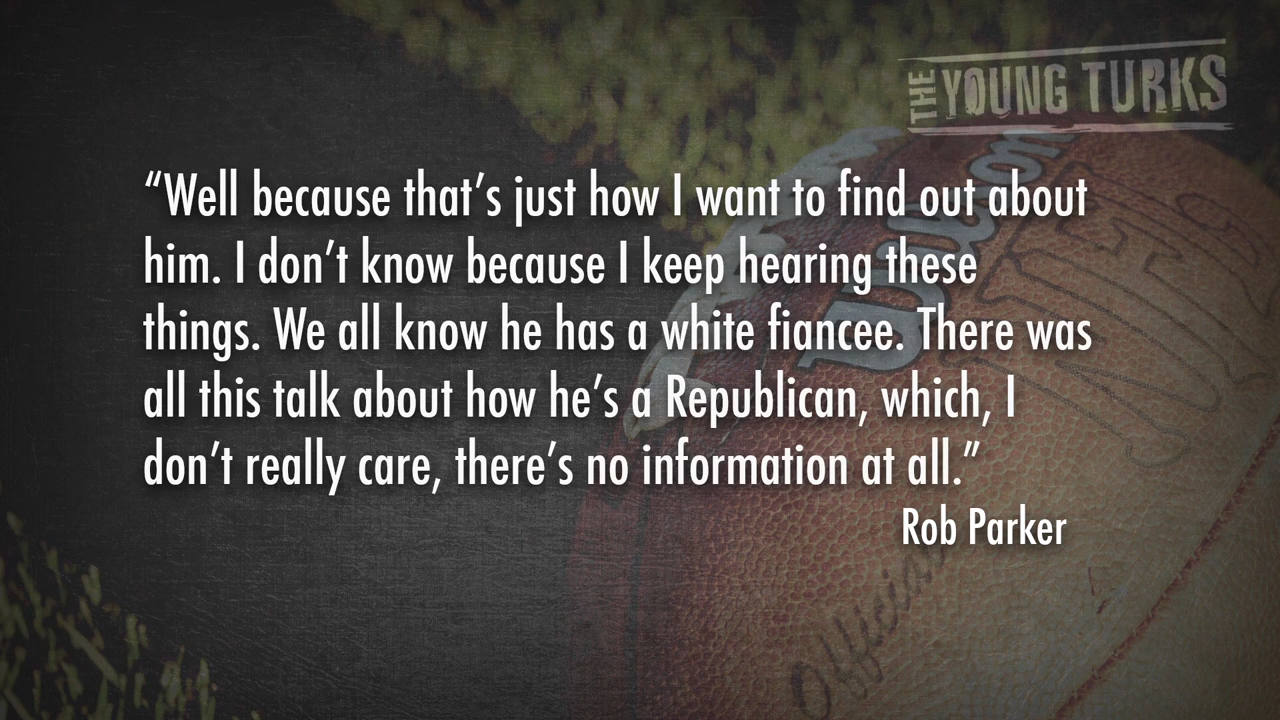 THE YOUNG TURKS
“Well because that’s just how I want to find out about
him. I don’t know because I keep hearing these
things. We all know he has a white fiancee. There was
all this talk about how he’s a Republican, which, I
don’t really care, there’s no information at all.”
Rob Parker
Official